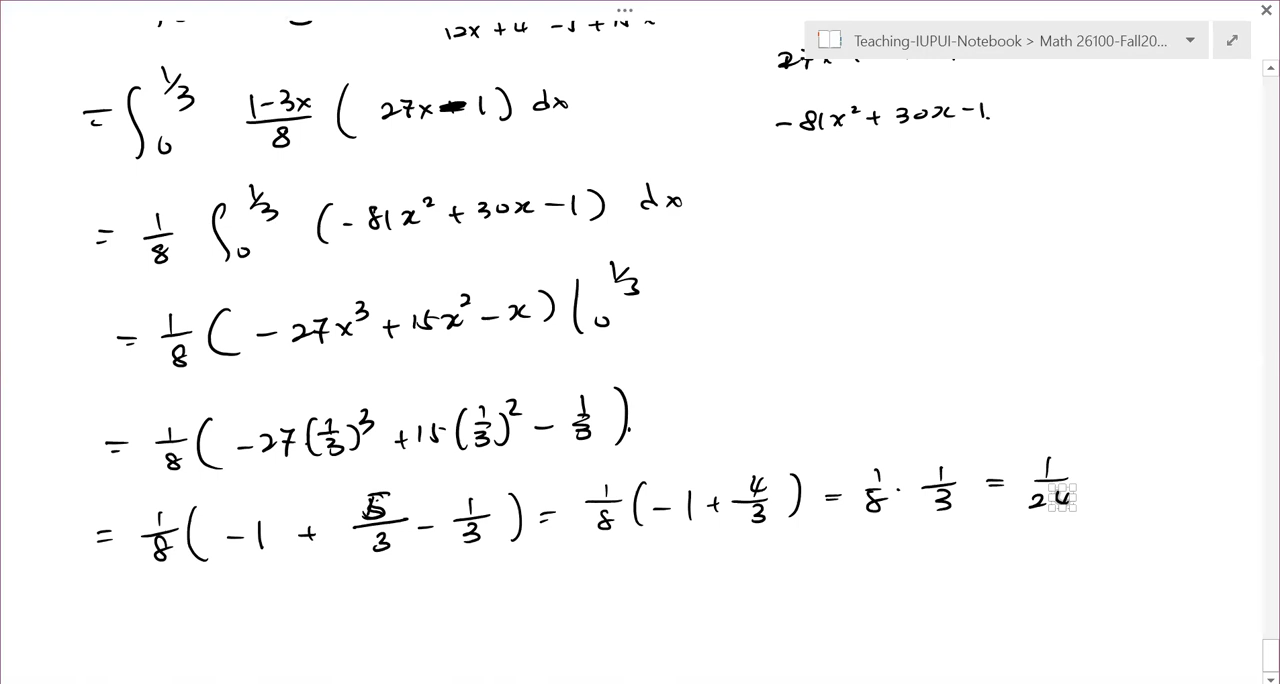 12x + 4
Teaching-IUPUI-Notebook > Math 26100-Fall20...
= ∫₀^{1/3} (1-3x)/8 ( 27x - 1 ) dx
-81x² + 30x - 1.
= 1/8 ∫₀^{1/3} (-81x² + 30x - 1) dx
= 1/8 ( - 27x³ + 15x² - x ) |₀^{1/3}
= 1/8 ( -27(1/3)³ + 15(1/3)² - 1/3 ).
= 1/8 ( -1 + 5/3 - 1/3 ) = 1/8 ( -1 + 4/3 ) = 1/8 · 1/3 = 1/24